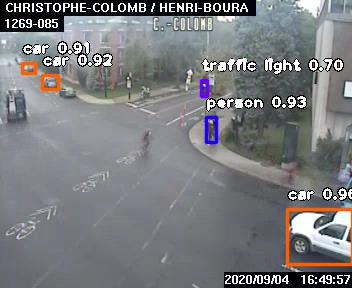 CHRISTOPHE-COLOMB / HENRI-BOURA
1269-085
C.-COLOMB
car 0.91
car 0.92
traffic light 0.70
person 0.93
car 0.96
2020/09/04 16:49:57